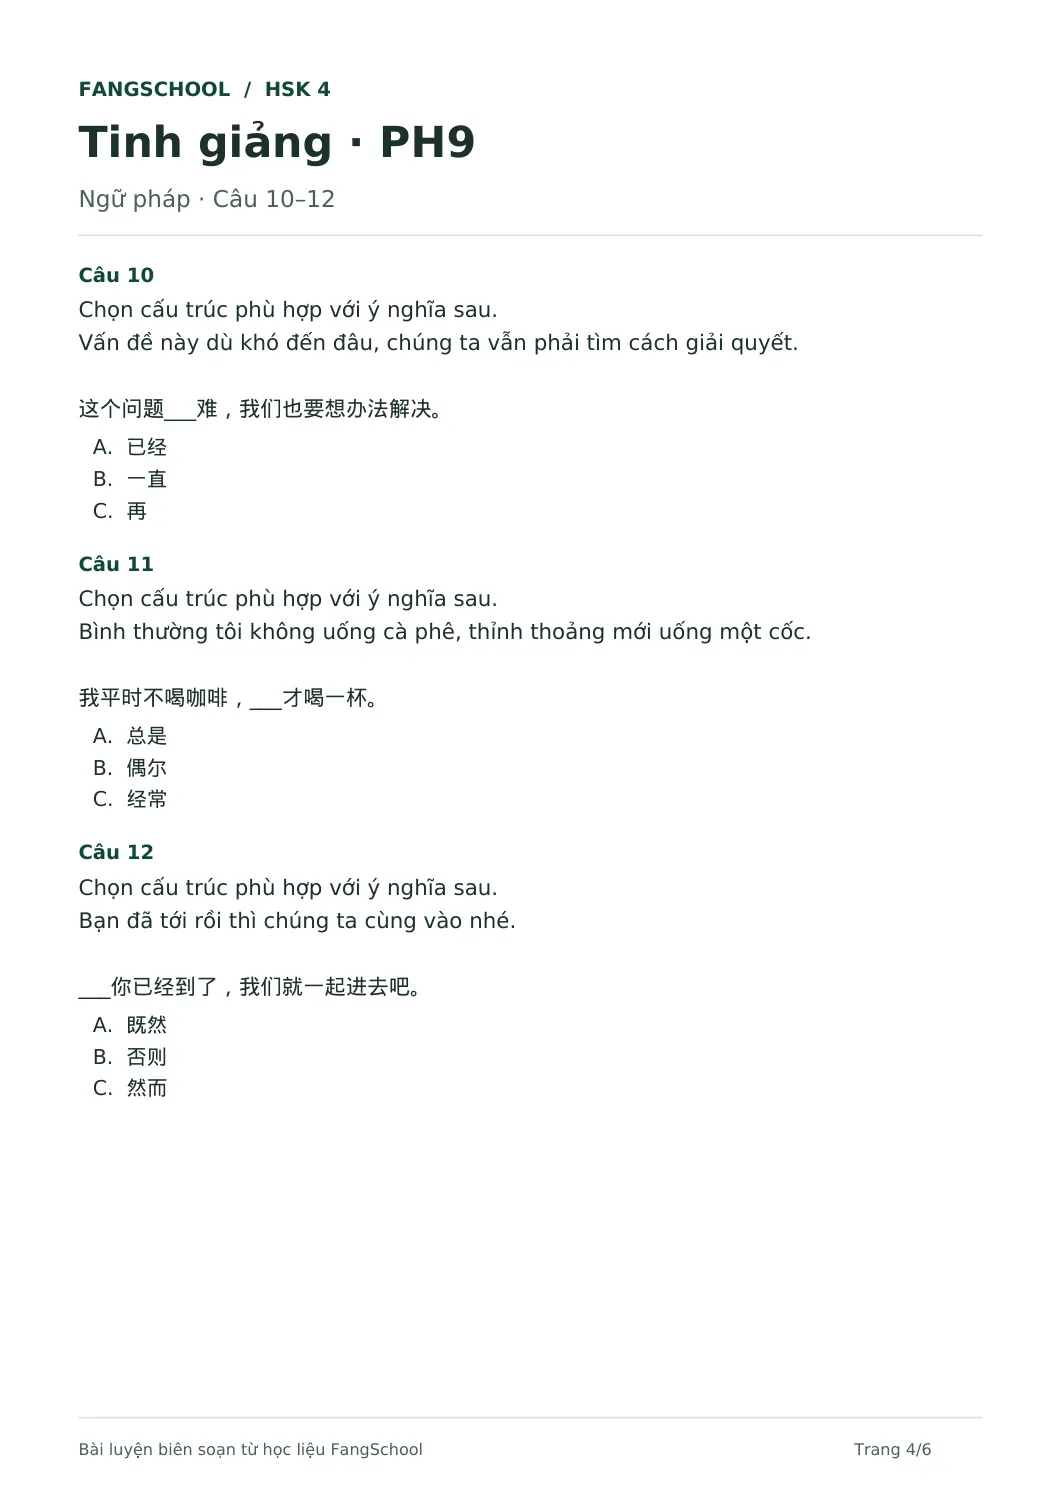 FANGSCHOOL / HSK 4
Tinh giảng · PH9
Ngữ pháp · Câu 10–12
Câu 10
Chọn cấu trúc phù hợp với ý nghĩa sau.
Vấn đề này dù khó đến đâu, chúng ta vẫn phải tìm cách giải quyết.
这个问题___难，我们也要想办法解决。
A. 已经
B. 一直
C. 再
Câu 11
Chọn cấu trúc phù hợp với ý nghĩa sau.
Bình thường tôi không uống cà phê, thỉnh thoảng mới uống một cốc.
我平时不喝咖啡，___才喝一杯。
A. 总是
B. 偶尔
C. 经常
Câu 12
Chọn cấu trúc phù hợp với ý nghĩa sau.
Bạn đã tới rồi thì chúng ta cùng vào nhé.
___你已经到了，我们就一起进去吧。
A. 既然
B. 否则
C. 然而
Bài luyện biên soạn từ học liệu FangSchool
Trang 4/6